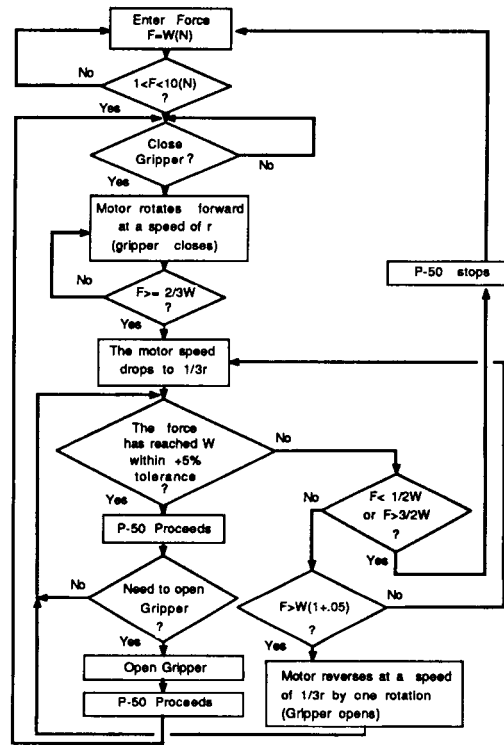 Enter Force
F=W(N)
No
1<F<10(N)
?
Yes
Close
Gripper?
No
Yes
Motor rotates forward
at a speed of r
(gripper closes)
P-50 stops
No
F>= 2/3W
?
Yes
The motor speed
drops to 1/3r
The force
has reached W
within +5%
tolerance
?
No
Yes
F< 1/2W
or F>3/2W
?
No
Yes
P-50 Proceeds
No
Need to open
Gripper
?
F>W(1+.05)
?
No
Yes
Yes
Open Gripper
Motor reverses at a speed
of 1/3r by one rotation
(Gripper opens)
P-50 Proceeds